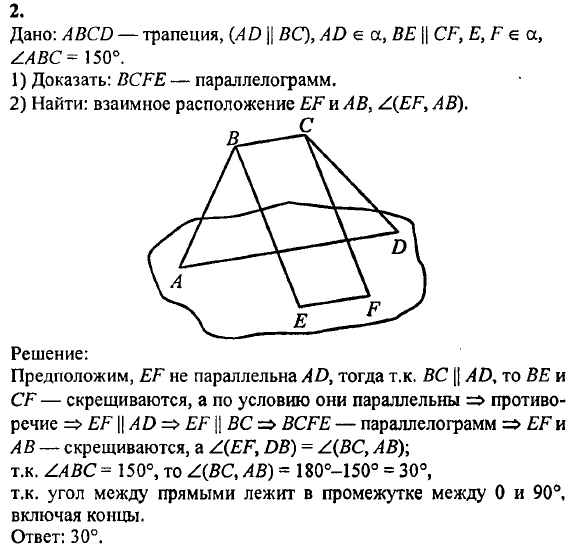 2.
Дано: ABCD — трапеция, (AD || BC), AD ∈ α, BE || CF, E, F ∈ α,
∠ABC = 150°.
1) Доказать: BCFE — параллелограмм.
2) Найти: взаимное расположение EF и AB, ∠(EF, AB).
B
C
A
D
E
F
Решение:
Предположим, EF не параллельна AD, тогда т.к. BC || AD, то BE и
CF — скрещиваются, а по условию они параллельны ⇒ противо-
речие ⇒ EF || AD ⇒ EF || BC ⇒ BCFE — параллелограмм ⇒ EF и
AB — скрещиваются, а ∠(EF, DB) = ∠(BC, AB);
т.к. ∠ABC = 150°, то ∠(BC, AB) = 180°–150° = 30°,
т.к. угол между прямыми лежит в промежутке между 0 и 90°,
включая концы.
Ответ: 30°.